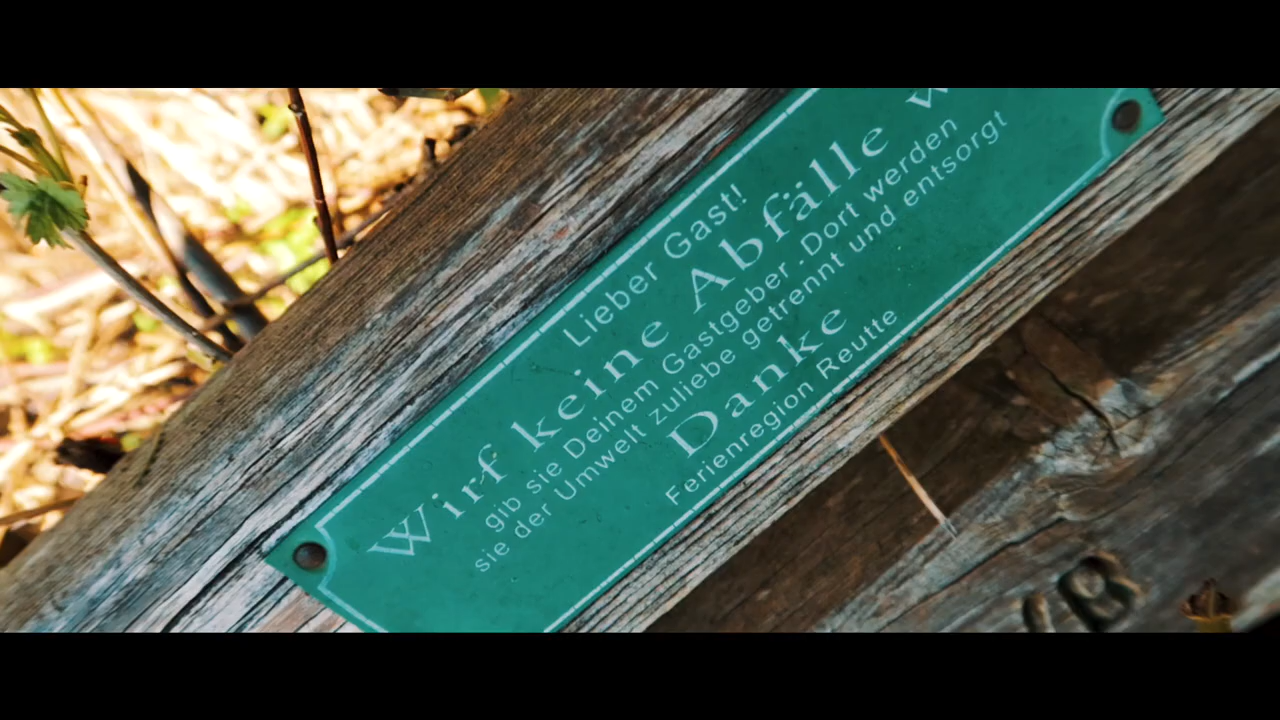 Lieber Gast!
Wirf keine Abfälle w
gib sie Deinem Gastgeber - Dort werden
sie der Umwelt zuliebe getrennt und entsorgt
Danke
Ferienregion Reutte